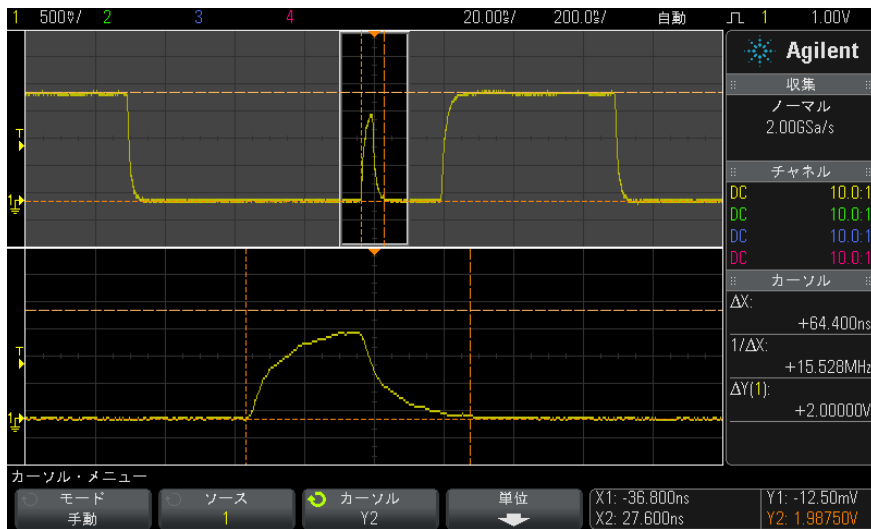 1 500mV/ 2 3 4 20.00ns/ 200.0ns/ 自動 1 1.00V
Agilent
収集
ノーマル
2.00GSa/s
チャネル
DC 10.0:1
DC 10.0:1
DC 10.0:1
DC 10.0:1
カーソル
ΔX:
+64.400ns
1/ΔX:
+15.528MHz
ΔY(1):
+2.00000V
T
1
T
1
カーソル・メニュー
モード
手動
ソース
1
カーソル
Y2
単位
X1: -36.800ns
X2: 27.600ns
Y1: -12.50mV
Y2: 1.98750V